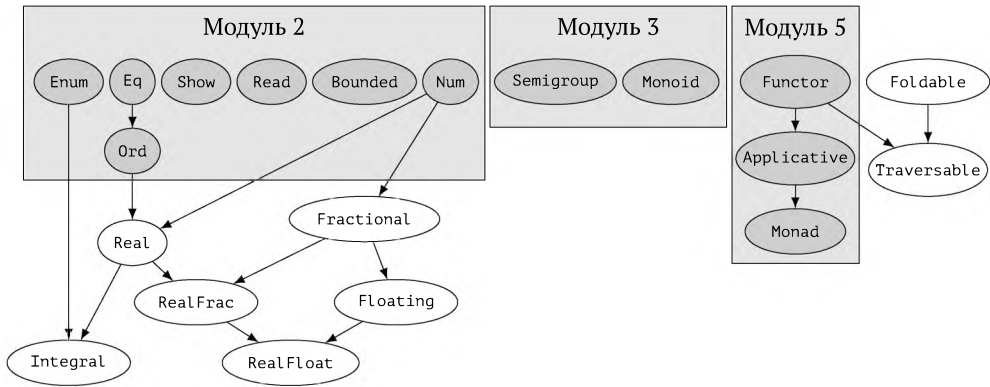 Модуль 2
Модуль 3
Модуль 5
Enum
Eq
Show
Read
Bounded
Num
Semigroup
Monoid
Functor
Foldable
Ord
Applicative
Traversable
Fractional
Real
Monad
RealFrac
Floating
Integral
RealFloat